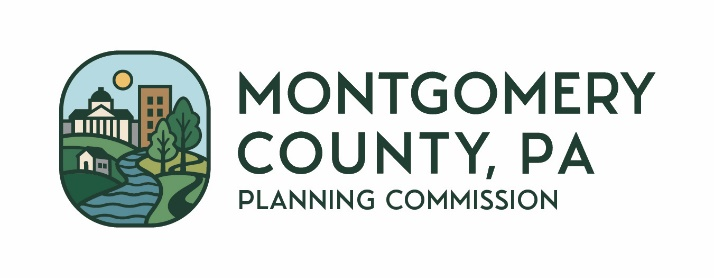 MONTGOMERY
COUNTY, PA
PLANNING COMMISSION